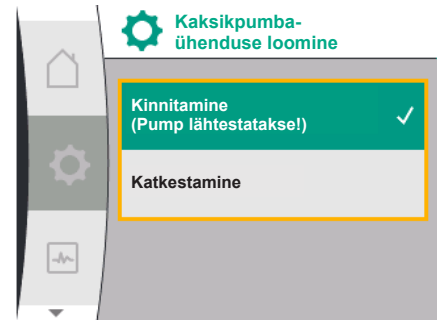 Kaksikpumba-
ühenduse loomine
Kinnitamine
(Pump lähtestatakse!)
Katkestamine